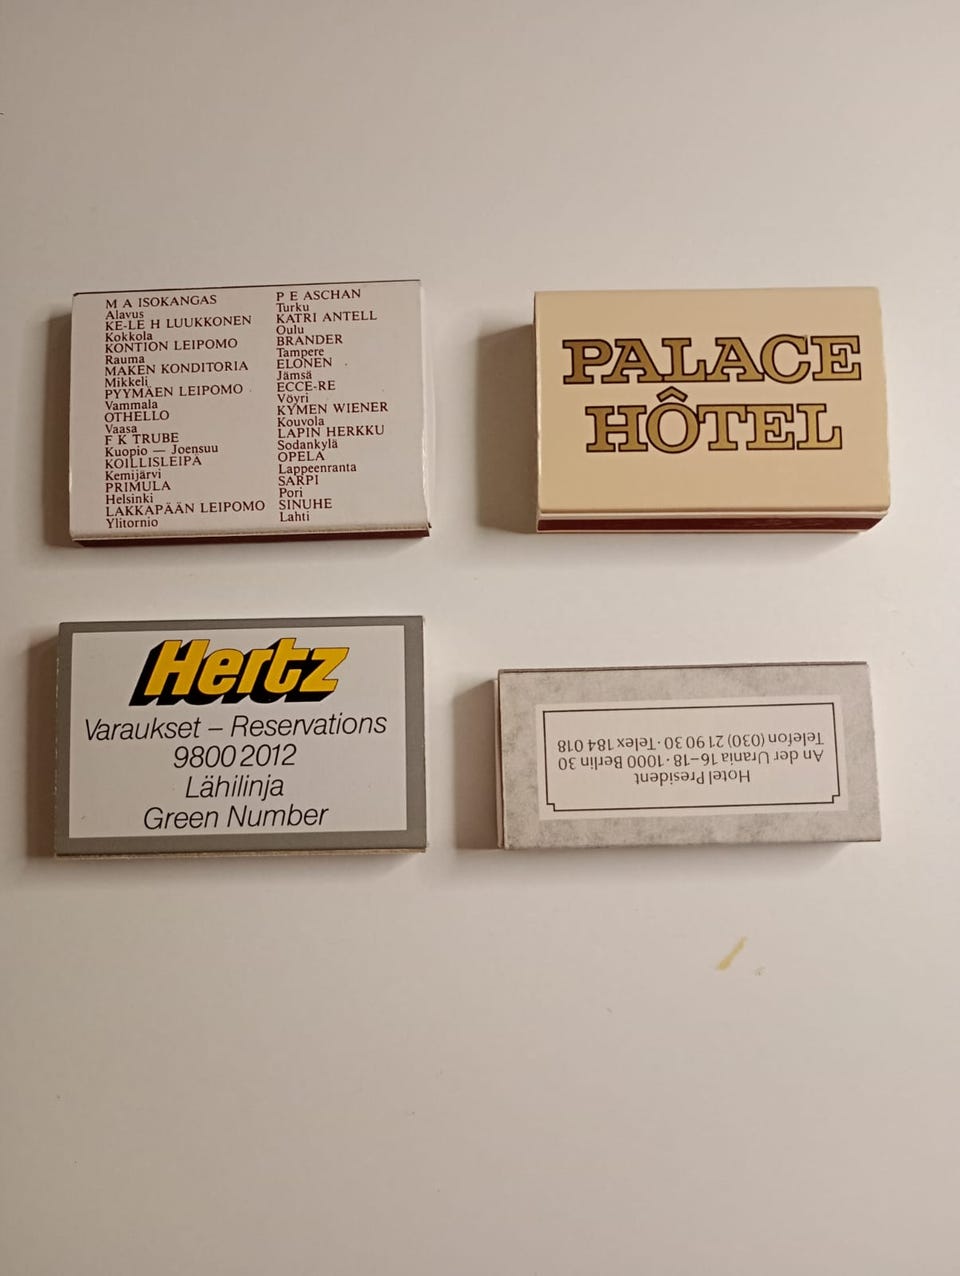 M A ISOKANGAS
Alavus
KE-LE H LUUKKONEN
Kokkola
KONTION LEIPOMO
Rauma
MAKEN KONDITORIA
Mikkeli
PYYMÄEN LEIPOMO
Vammala
OTHELLO
Vaasa
F K TRUBE
Kuopio — Joensuu
KOILLISLEIPÄ
Kemijärvi
PRIMULA
Helsinki
LAKKAPÄÄN LEIPOMO
Ylitornio
P E ASCHAN
Turku
KATRI ANTELL
Oulu
BRANDER
Tampere
ELONEN
Jämsä
ECCE-RE
Vöyri
KYMEN WIENER
Kouvola
LAPIN HERKKU
Sodankylä
OPELA
Lappeenranta
SARPI
Pori
SINUHE
Lahti
PALACE
HÔTEL
Hertz
Varaukset – Reservations
9800 2012
Lähilinja
Green Number
Hotel President
An der Urania 16–18 · 1000 Berlin 30
Telefon (030) 21 90 30 · Telex 184 018